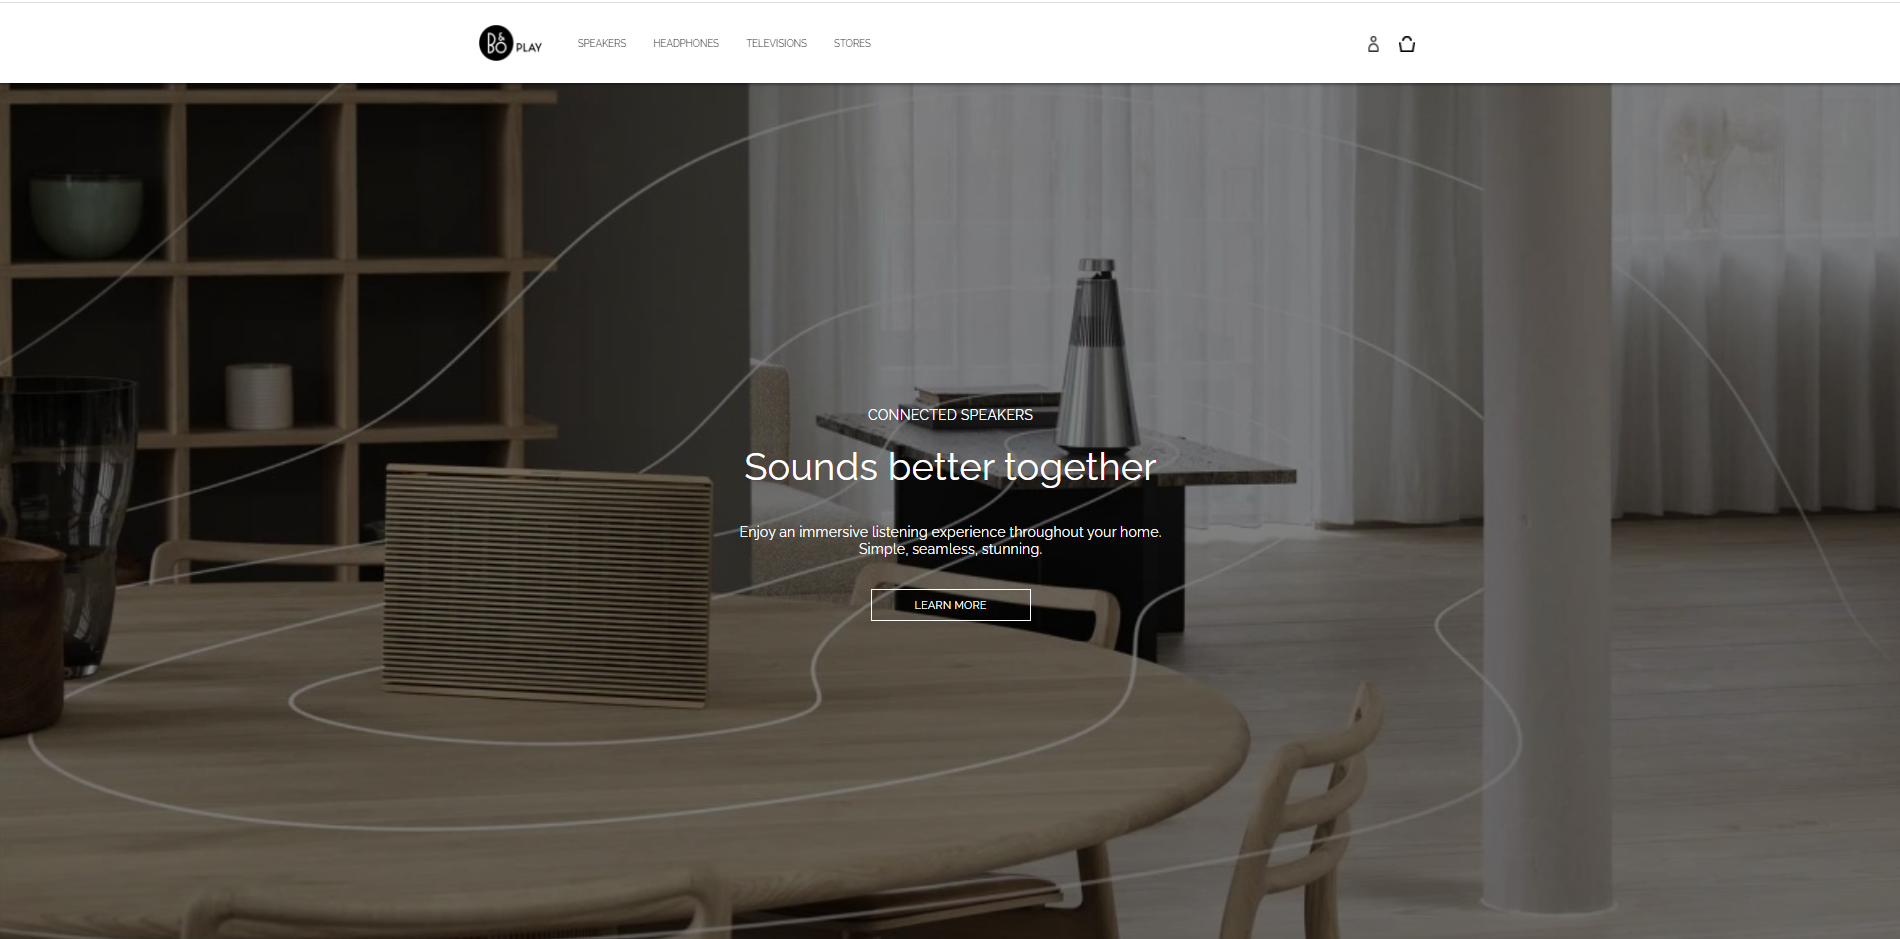 B&O PLAY
SPEAKERS
HEADPHONES
TELEVISIONS
STORES
CONNECTED SPEAKERS
Sounds better together
Enjoy an immersive listening experience throughout your home.
Simple, seamless, stunning.
LEARN MORE